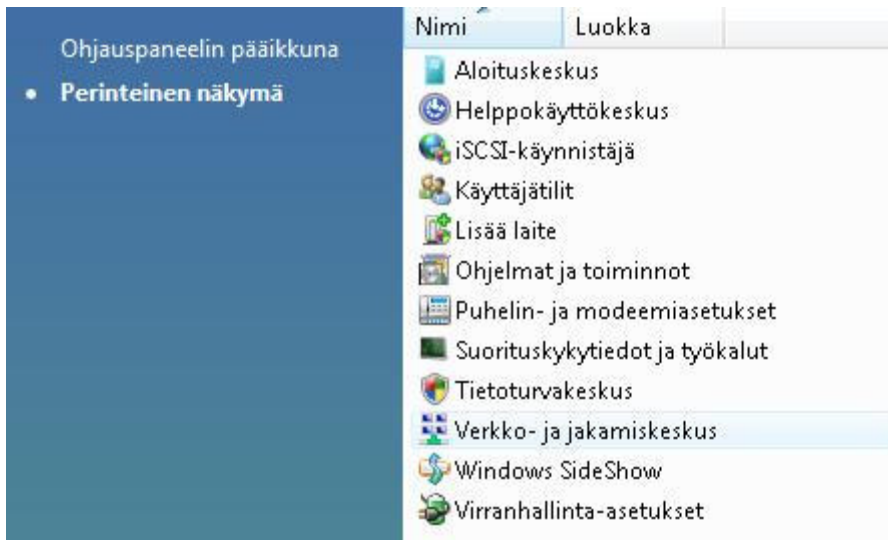 Ohjauspaneelin pääikkuna
Perinteinen näkymä
Nimi Luokka
Aloituskeskus
Helppokäyttökeskus
iSCSI-käynnistäjä
Käyttäjätilit
Lisää laite
Ohjelmat ja toiminnot
Puhelin- ja modeemiasetukset
Suorituskykytiedot ja työkalut
Tietoturvakeskus
Verkko- ja jakamiskeskus
Windows SideShow
Virranhallinta-asetukset